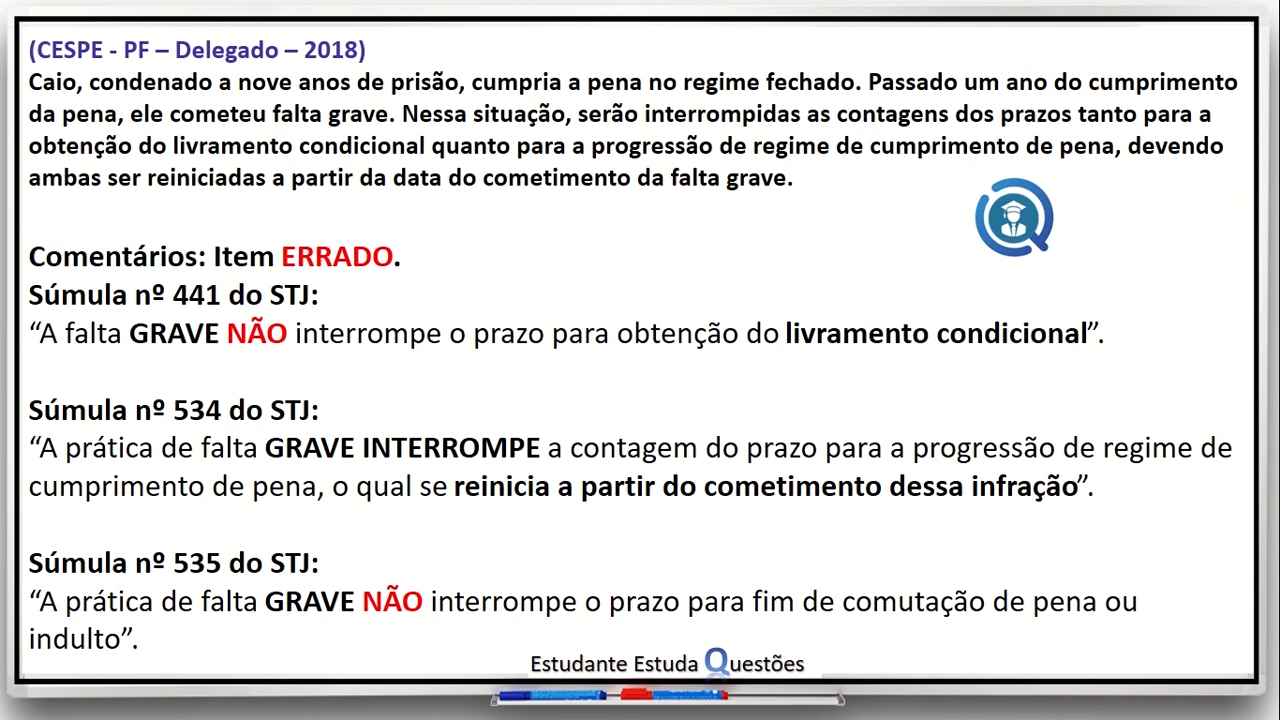 (CESPE - PF – Delegado – 2018)
Caio, condenado a nove anos de prisão, cumpria a pena no regime fechado. Passado um ano do cumprimento
da pena, ele cometeu falta grave. Nessa situação, serão interrompidas as contagens dos prazos tanto para a
obtenção do livramento condicional quanto para a progressão de regime de cumprimento de pena, devendo
ambas ser reiniciadas a partir da data do cometimento da falta grave.
Comentários: Item ERRADO.
Súmula nº 441 do STJ:
“A falta GRAVE NÃO interrompe o prazo para obtenção do livramento condicional”.
Súmula nº 534 do STJ:
“A prática de falta GRAVE INTERROMPE a contagem do prazo para a progressão de regime de
cumprimento de pena, o qual se reinicia a partir do cometimento dessa infração”.
Súmula nº 535 do STJ:
“A prática de falta GRAVE NÃO interrompe o prazo para fim de comutação de pena ou
indulto”.
Estudante Estuda Questões